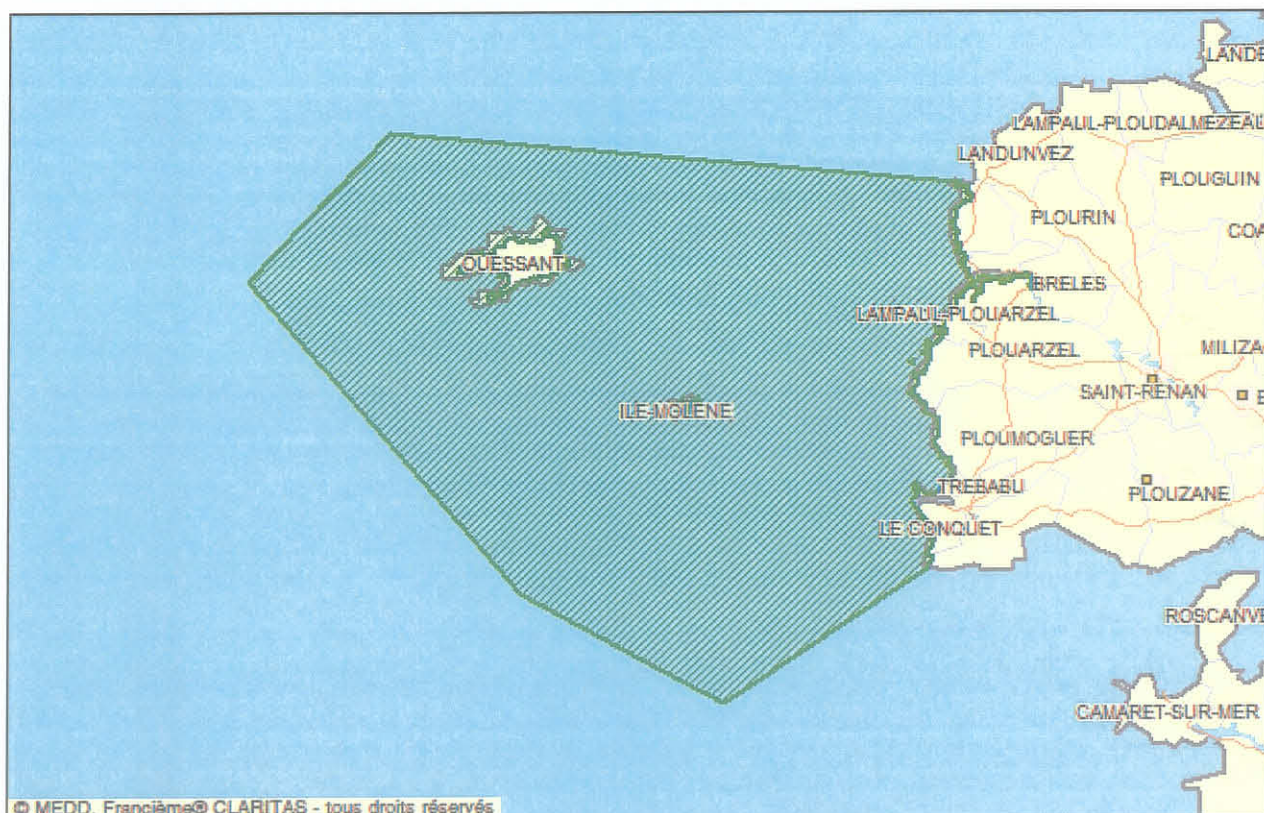 LANDE
LAMPAUL-PLOUDALMEZEAU
LANDUNVEZ
PLOUGUIN
PLOURIN
COA
OUESSANT
BRELES
LAMPAUL-PLOUARZEL
PLOUARZEL
MILIZA
SAINT-RENAN
B
ILE-MOLENE
PLOUMOGUER
TREBABU
PLOUZANE
LE CONQUET
ROSCANVE
CAMARET-SUR-MER
© MEDD, Francième® CLARITAS - tous droits réservés